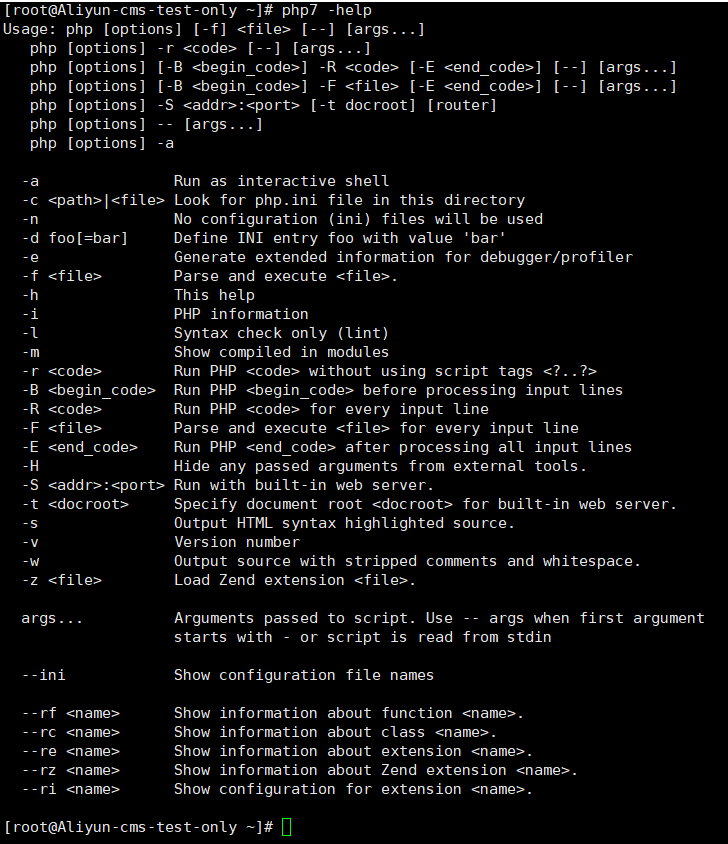 [root@Aliyun-cms-test-only ~]# php7 -help
Usage: php [options] [-f] <file> [--] [args...]
   php [options] -r <code> [--] [args...]
   php [options] [-B <begin_code>] -R <code> [-E <end_code>] [--] [args...]
   php [options] [-B <begin_code>] -F <file> [-E <end_code>] [--] [args...]
   php [options] -S <addr>:<port> [-t docroot] [router]
   php [options] -- [args...]
   php [options] -a

  -a               Run as interactive shell
  -c <path>|<file> Look for php.ini file in this directory
  -n               No configuration (ini) files will be used
  -d foo[=bar]     Define INI entry foo with value 'bar'
  -e               Generate extended information for debugger/profiler
  -f <file>        Parse and execute <file>.
  -h               This help
  -i               PHP information
  -l               Syntax check only (lint)
  -m               Show compiled in modules
  -r <code>        Run PHP <code> without using script tags <?..?>
  -B <begin_code>  Run PHP <begin_code> before processing input lines
  -R <code>        Run PHP <code> for every input line
  -F <file>        Parse and execute <file> for every input line
  -E <end_code>    Run PHP <end_code> after processing all input lines
  -H               Hide any passed arguments from external tools.
  -S <addr>:<port> Run with built-in web server.
  -t <docroot>     Specify document root <docroot> for built-in web server.
  -s               Output HTML syntax highlighted source.
  -v               Version number
  -w               Output source with stripped comments and whitespace.
  -z <file>        Load Zend extension <file>.

  args...          Arguments passed to script. Use -- args when first argument
                   starts with - or script is read from stdin

  --ini            Show configuration file names

  --rf <name>      Show information about function <name>.
  --rc <name>      Show information about class <name>.
  --re <name>      Show information about extension <name>.
  --rz <name>      Show information about Zend extension <name>.
  --ri <name>      Show configuration for extension <name>.

[root@Aliyun-cms-test-only ~]#